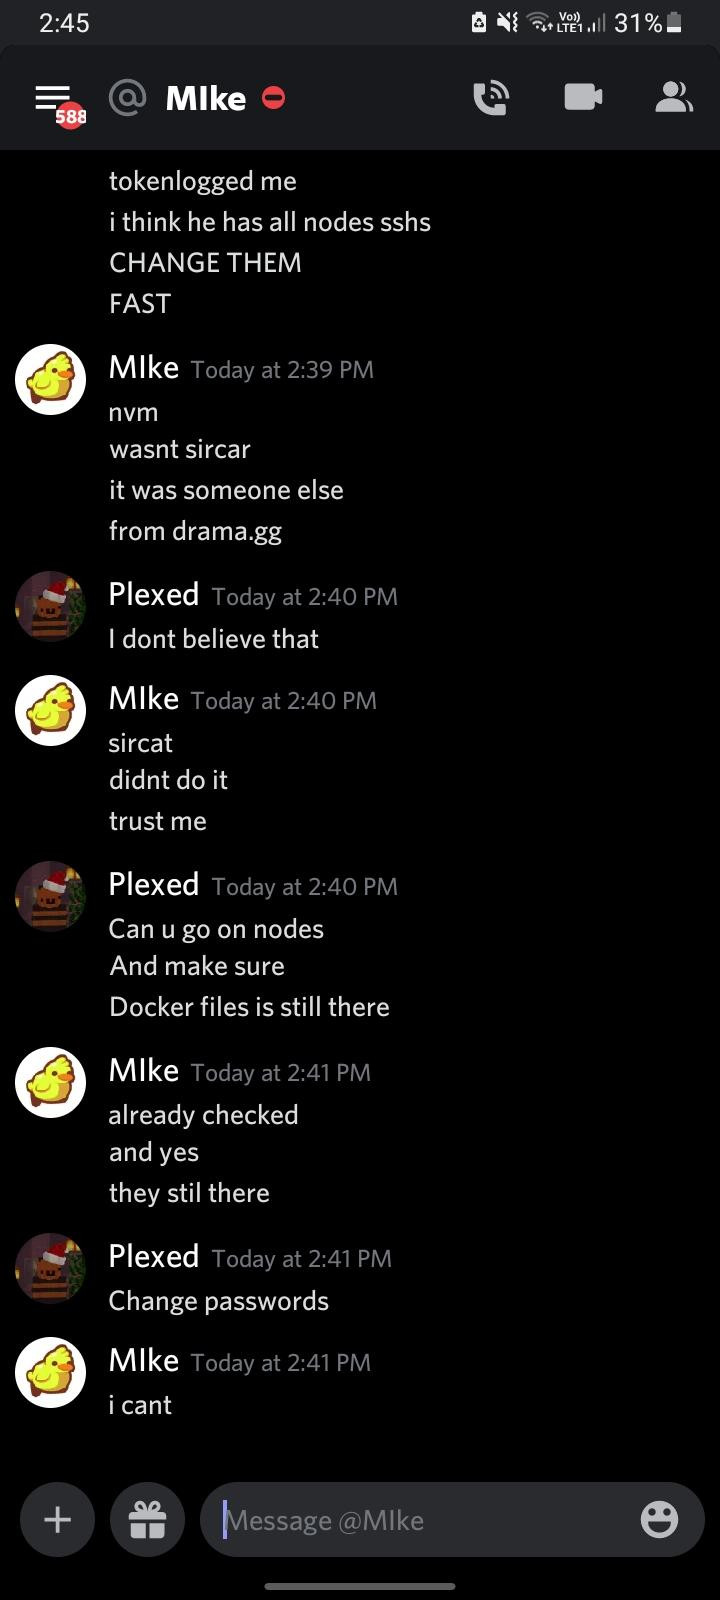 2:45
Vo))
LTE1
31%
588
MIke
tokenlogged me
i think he has all nodes sshs
CHANGE THEM
FAST
MIke Today at 2:39 PM
nvm
wasnt sircar
it was someone else
from drama.gg
Plexed Today at 2:40 PM
I dont believe that
MIke Today at 2:40 PM
sircat
didnt do it
trust me
Plexed Today at 2:40 PM
Can u go on nodes
And make sure
Docker files is still there
MIke Today at 2:41 PM
already checked
and yes
they stil there
Plexed Today at 2:41 PM
Change passwords
MIke Today at 2:41 PM
i cant
Message @MIke